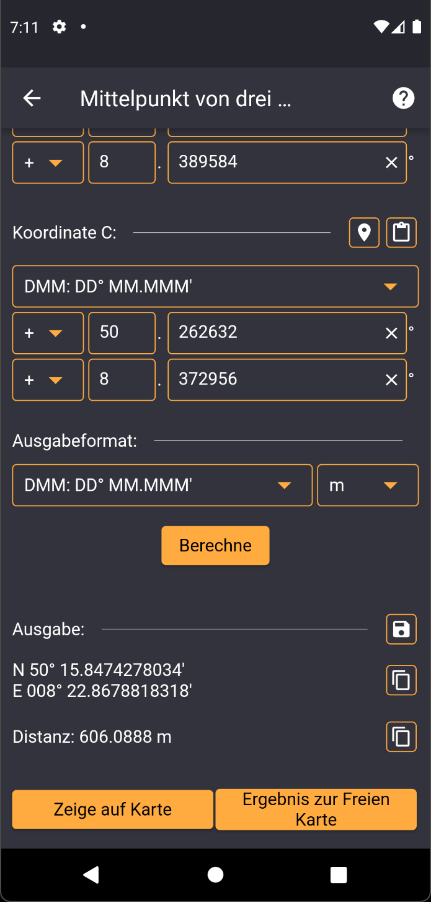 7:11
Mittelpunkt von drei ...
+ 8 . 389584 °
Koordinate C:
DMM: DD° MM.MMM'
+ 50 . 262632 °
+ 8 . 372956 °
Ausgabeformat:
DMM: DD° MM.MMM' m
Berechne
Ausgabe:
N 50° 15.8474278034'
E 008° 22.8678818318'
Distanz: 606.0888 m
Zeige auf Karte
Ergebnis zur Freien
Karte